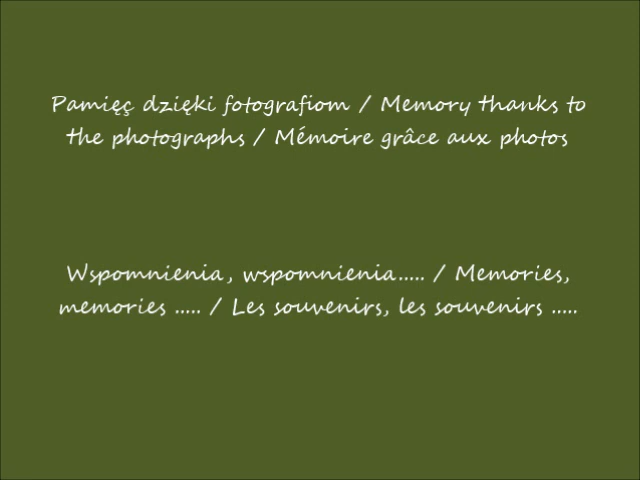 Pamięç dzięki fotografiom / Memory thanks to
the photographs / Mémoire grâce aux photos
Wspomnienia, wspomnienia..... / Memories,
memories ..... / Les souvenirs, les souvenirs .....